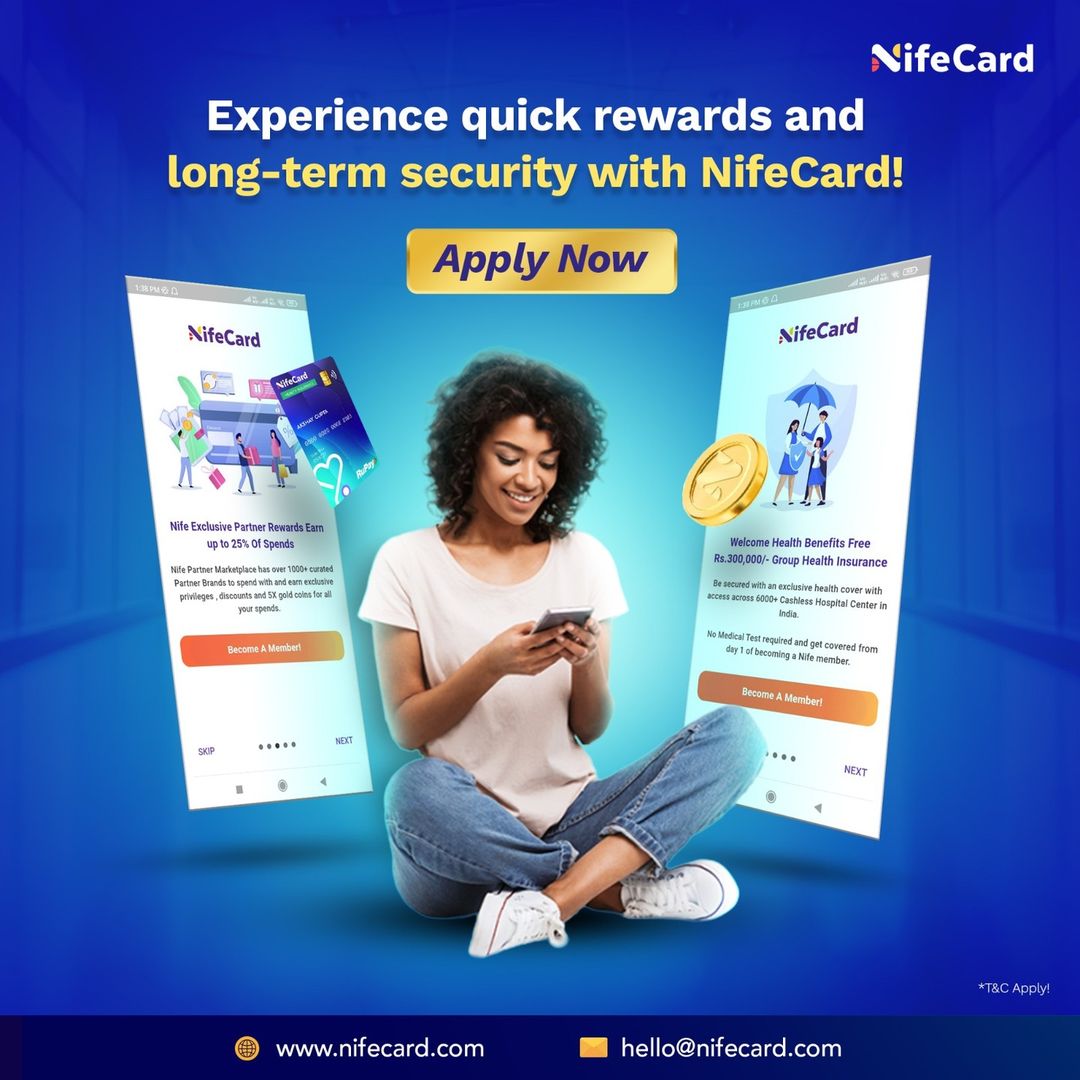 NifeCard
Experience quick rewards and
long-term security with NifeCard!
Apply Now
1:38 PM
NifeCard
Nife Exclusive Partner Rewards Earn
up to 25% Of Spends
Nife Partner Marketplace has over 1000+ curated
Partner Brands to spend with and earn exclusive
privileges , discounts and 5X gold coins for all
your spends.
Become A Member!
SKIP
NEXT
NifeCard
AKSHAY GUPTA
RuPay
1:38 PM
NifeCard
Welcome Health Benefits Free
Rs.300,000/- Group Health Insurance
Be secured with an exclusive health cover with
access across 6000+ Cashless Hospital Center in
India.
No Medical Test required and get covered from
day 1 of becoming a Nife member.
Become A Member!
NEXT
*T&C Apply!
www.nifecard.com
hello@nifecard.com